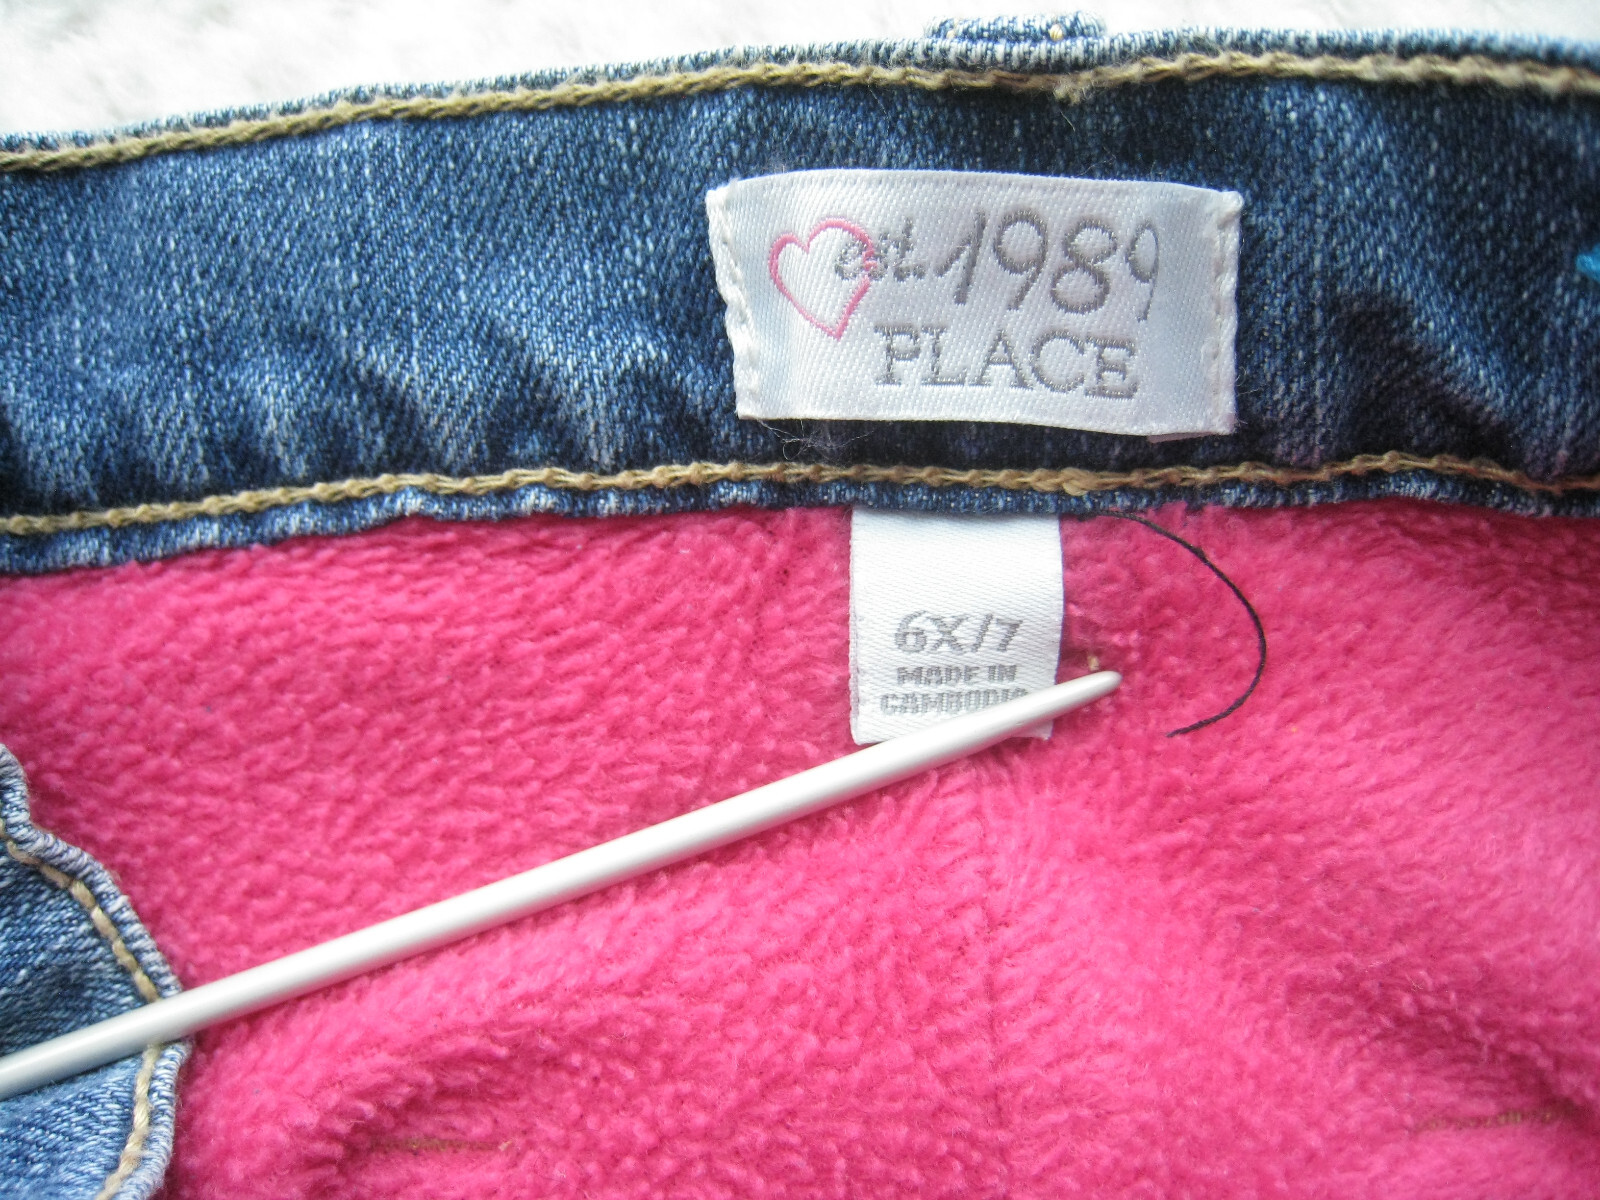 est. 1989
PLACE
6X/7
MADE IN
CAMBODIA